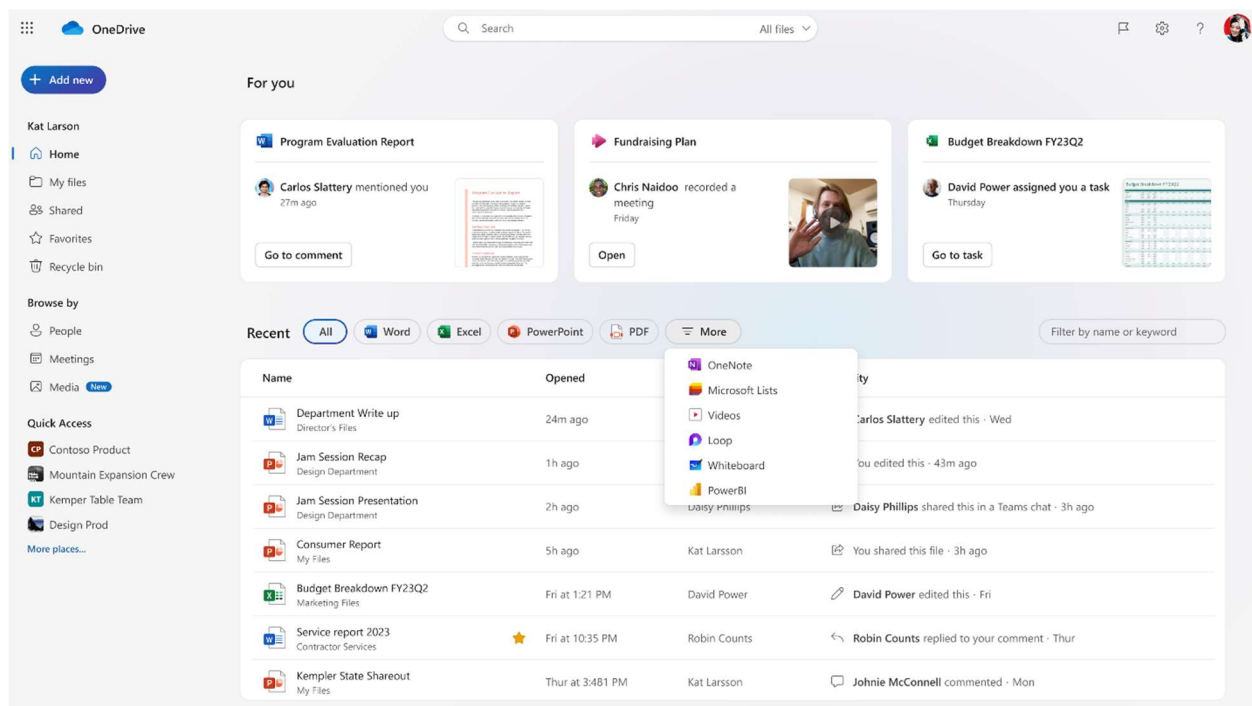 OneDrive
Search
All files
Add new
Kat Larson
Home
My files
Shared
Favorites
Recycle bin
Browse by
People
Meetings
Media New
Quick Access
CP Contoso Product
Mountain Expansion Crew
KT Kemper Table Team
Design Prod
More places...
For you
Program Evaluation Report
Carlos Slattery mentioned you
27m ago
Go to comment
Fundraising Plan
Chris Naidoo recorded a
meeting
Friday
Open
Budget Breakdown FY23Q2
David Power assigned you a task
Thursday
Go to task
Recent
All
Word
Excel
PowerPoint
PDF
More
Filter by name or keyword
OneNote
Microsoft Lists
Videos
Loop
Whiteboard
PowerBI
Name Opened ity
Department Write up
Director's Files
24m ago
Carlos Slattery edited this · Wed
Jam Session Recap
Design Department
1h ago
You edited this · 43m ago
Jam Session Presentation
Design Department
2h ago
Daisy Phillips
Daisy Phillips shared this in a Teams chat · 3h ago
Consumer Report
My Files
5h ago
Kat Larsson
You shared this file · 3h ago
Budget Breakdown FY23Q2
Marketing Files
Fri at 1:21 PM
David Power
David Power edited this · Fri
Service report 2023
Contractor Services
Fri at 10:35 PM
Robin Counts
Robin Counts replied to your comment · Thur
Kempler State Shareout
My Files
Thur at 3:481 PM
Kat Larsson
Johnie McConnell commented · Mon